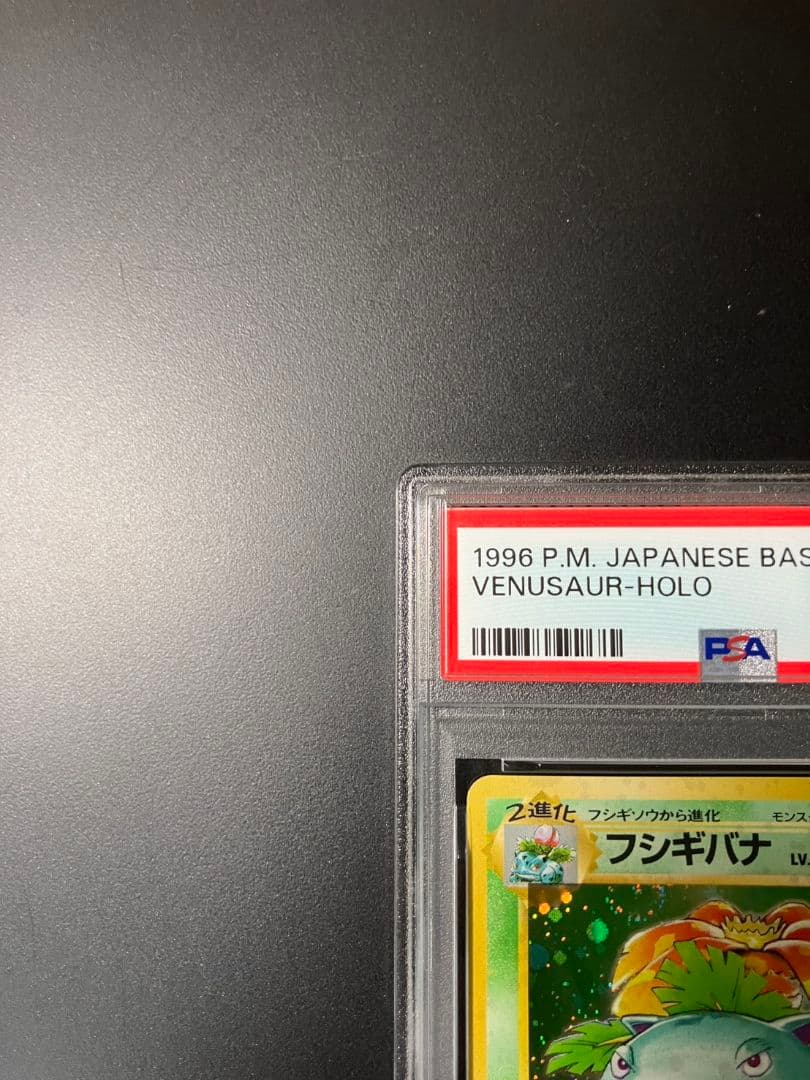 1996 P.M. JAPANESE BAS
VENUSAUR-HOLO
PSA
2進化 フシギソウから進化 モンス
フシギバナ LV.